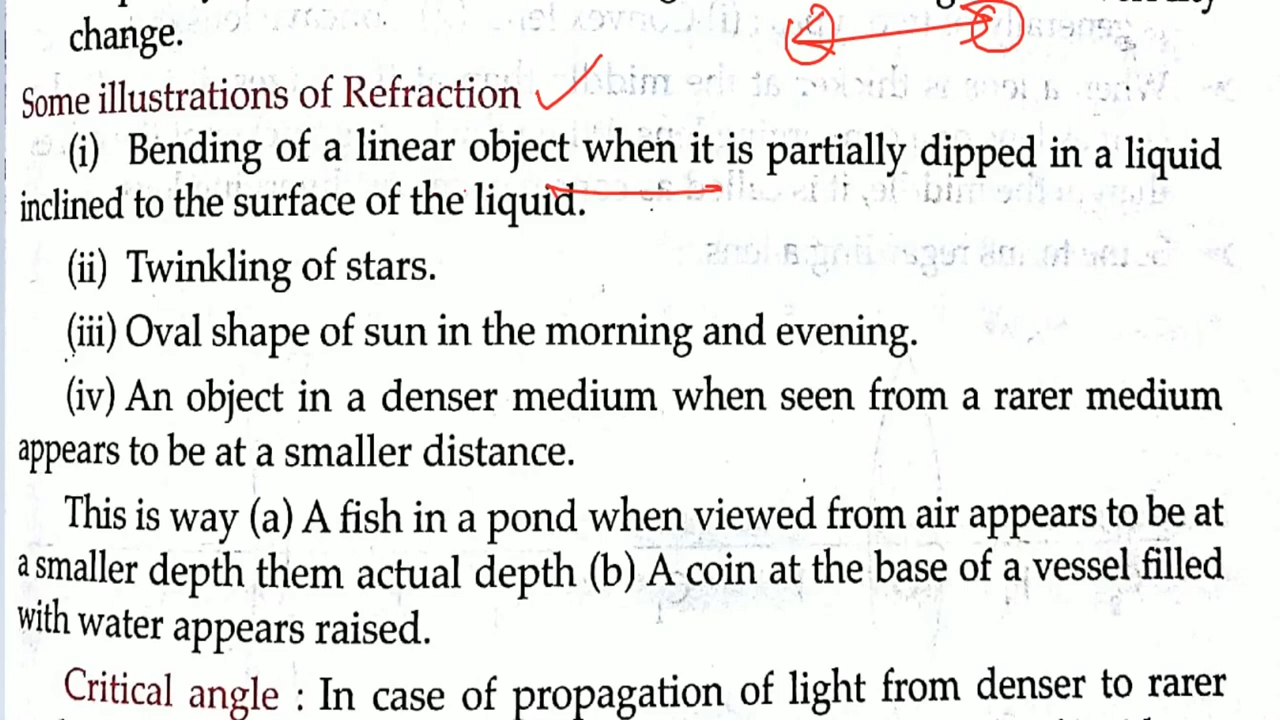 change.
Some illustrations of Refraction
(i) Bending of a linear object when it is partially dipped in a liquid
inclined to the surface of the liquid.
(ii) Twinkling of stars.
(iii) Oval shape of sun in the morning and evening.
(iv) An object in a denser medium when seen from a rarer medium
appears to be at a smaller distance.
This is way (a) A fish in a pond when viewed from air appears to be at
a smaller depth them actual depth (b) A coin at the base of a vessel filled
with water appears raised.
Critical angle : In case of propagation of light from denser to rarer